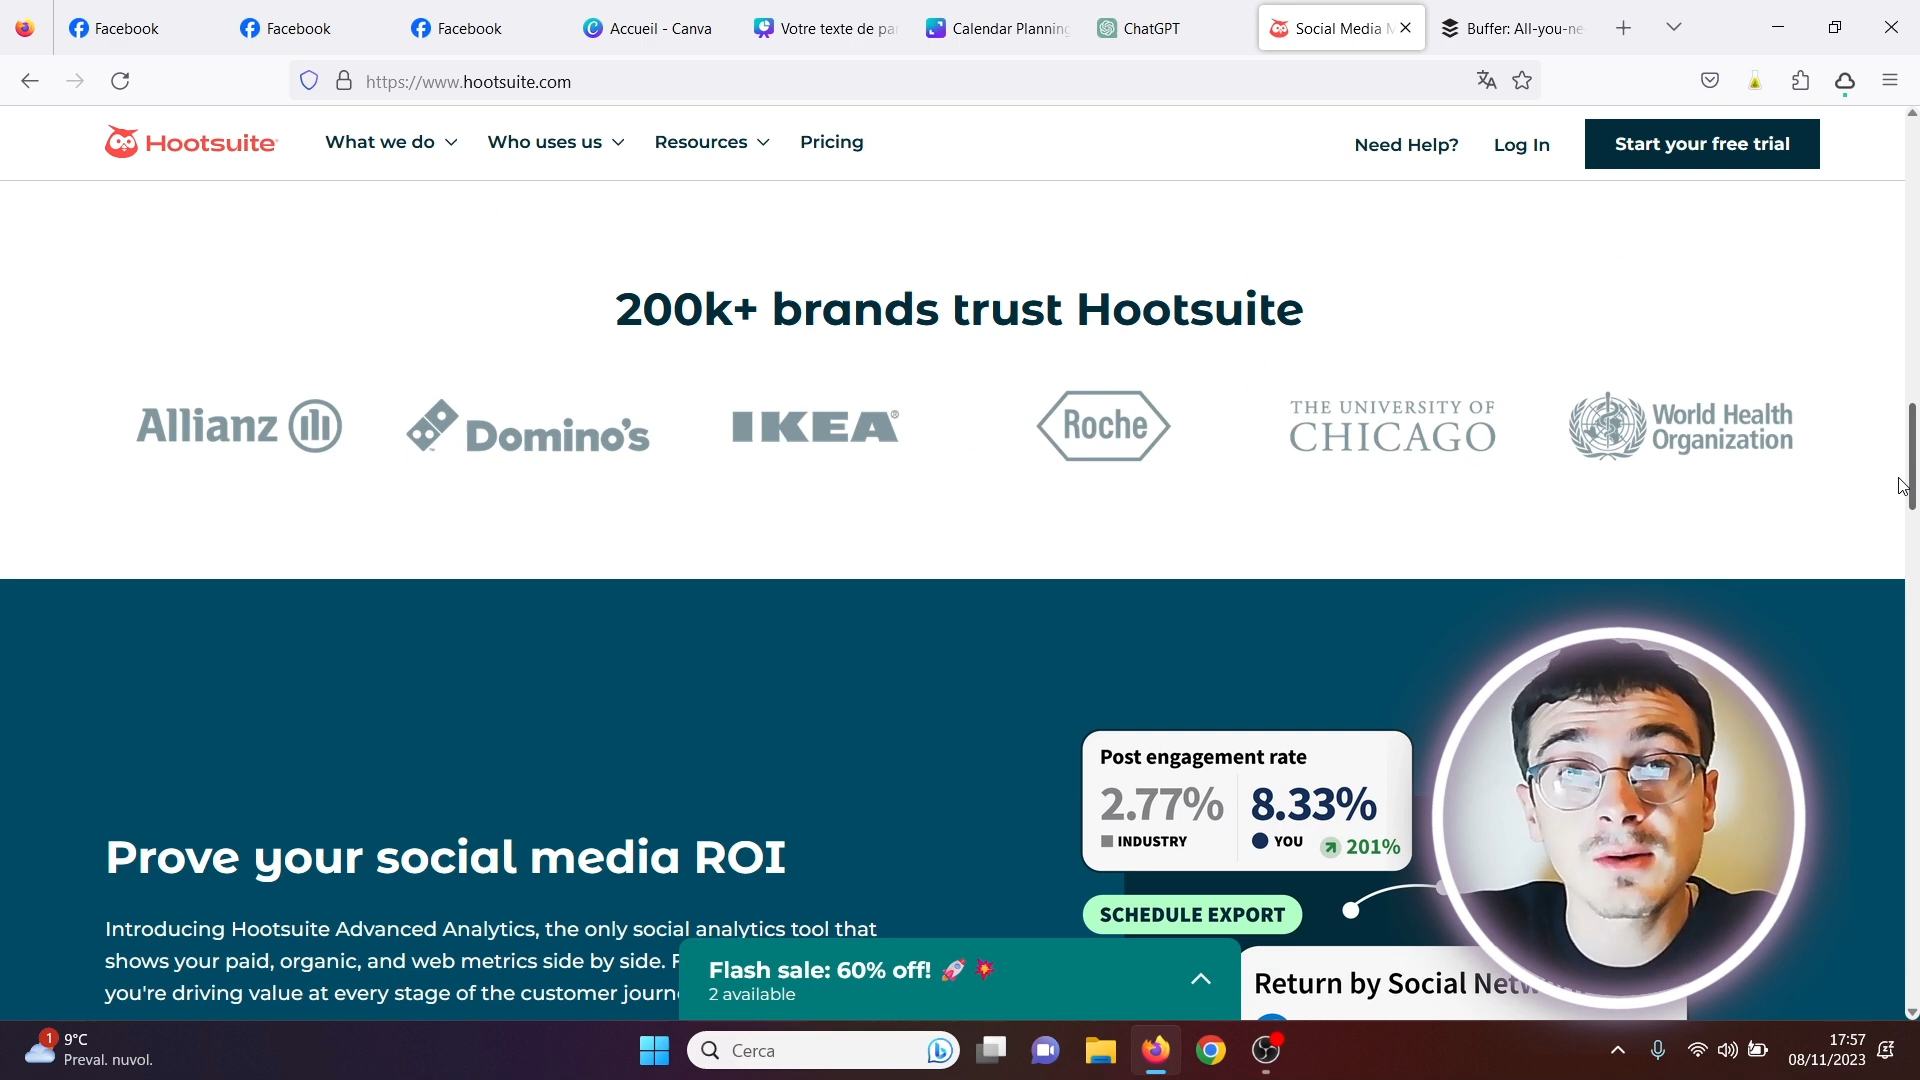 Facebook
Facebook
Facebook
Accueil - Canva
Votre texte de pa
Calendar Planning
ChatGPT
Social Media
Buffer: All-you-ne
https://www.hootsuite.com
Hootsuite
What we do
Who uses us
Resources
Pricing
Need Help?
Log In
Start your free trial
200k+ brands trust Hootsuite
Allianz
Domino's
IKEA
Roche
THE UNIVERSITY OF
CHICAGO
World Health
Organization
Post engagement rate
2.77%
8.33%
INDUSTRY
YOU
201%
Prove your social media ROI
SCHEDULE EXPORT
Introducing Hootsuite Advanced Analytics, the only social analytics tool that
shows your paid, organic, and web metrics side by side.
you're driving value at every stage of the customer journ
Flash sale: 60% off!
2 available
Return by Social Netw
1
9°C
Preval. nuvol.
Cerca
17:57
08/11/2023